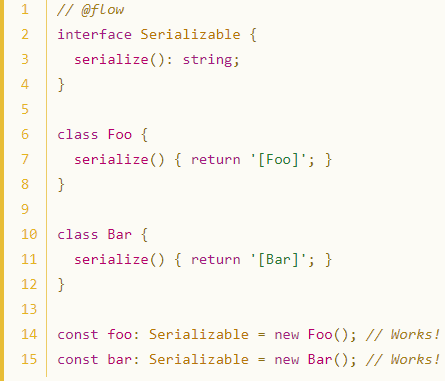 1 // @flow
2 interface Serializable {
3   serialize(): string;
4 }
5
6 class Foo {
7   serialize() { return '[Foo]'; }
8 }
9
10 class Bar {
11   serialize() { return '[Bar]'; }
12 }
13
14 const foo: Serializable = new Foo(); // Works!
15 const bar: Serializable = new Bar(); // Works!